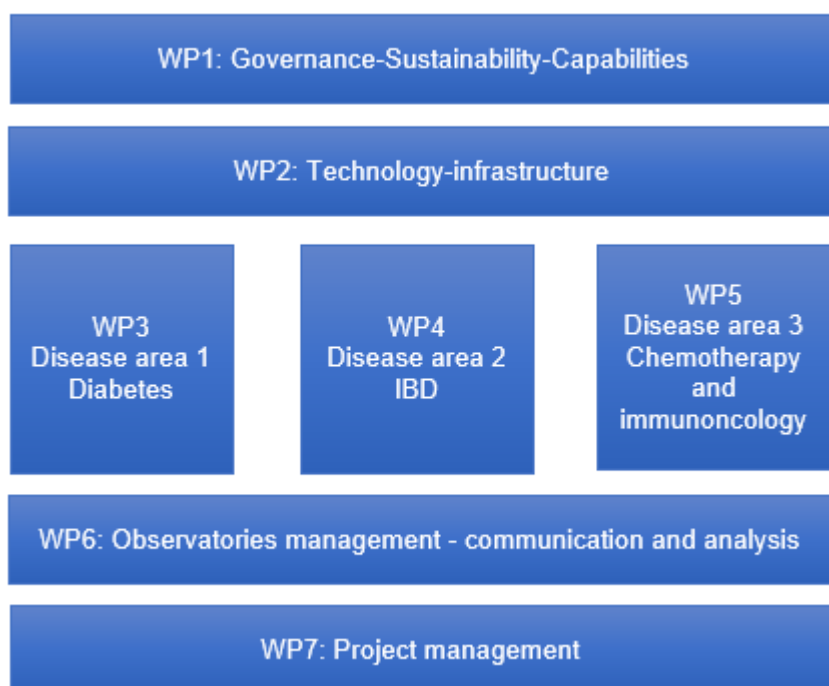 WP1: Governance-Sustainability-Capabilities
WP2: Technology-infrastructure
WP3
Disease area 1
Diabetes
WP4
Disease area 2
IBD
WP5
Disease area 3
Chemotherapy
and
immunoncology
WP6: Observatories management - communication and analysis
WP7: Project management